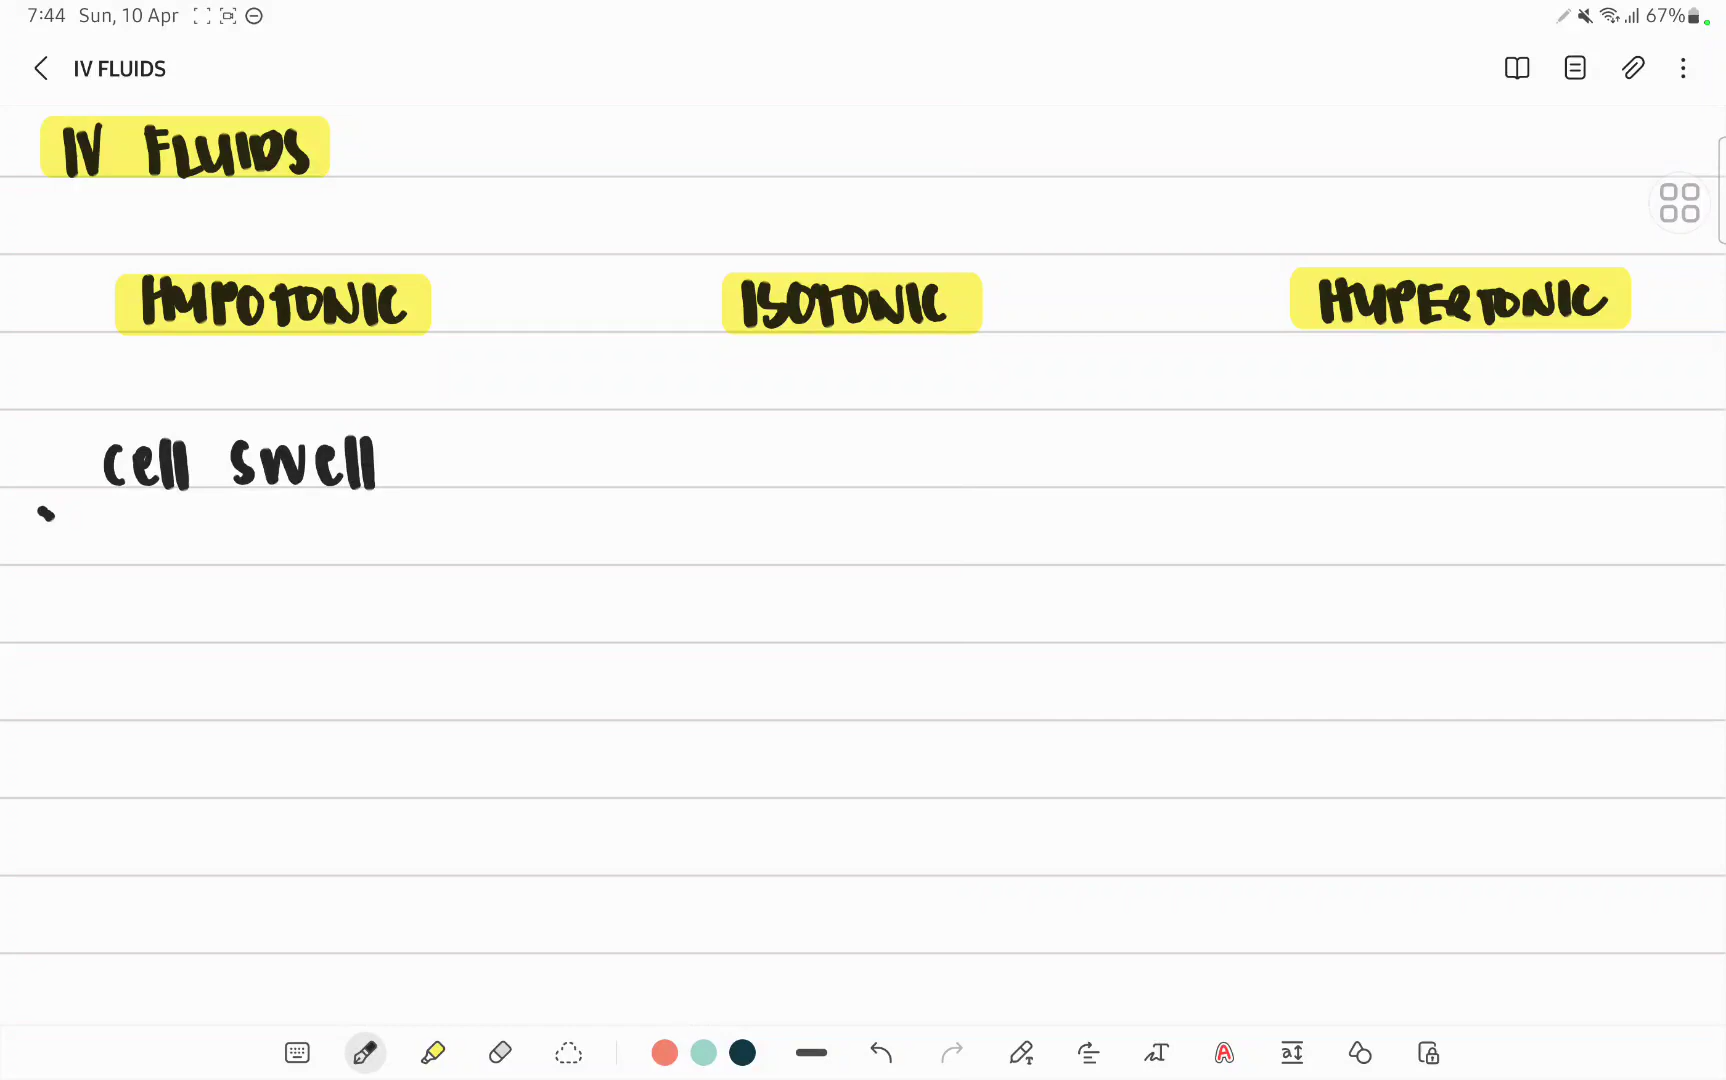 7:44 Sun, 10 Apr 67%
IV FLUIDS
IV FLUIDS
HYPOTONIC ISOTONIC HYPERTONIC
cell swell